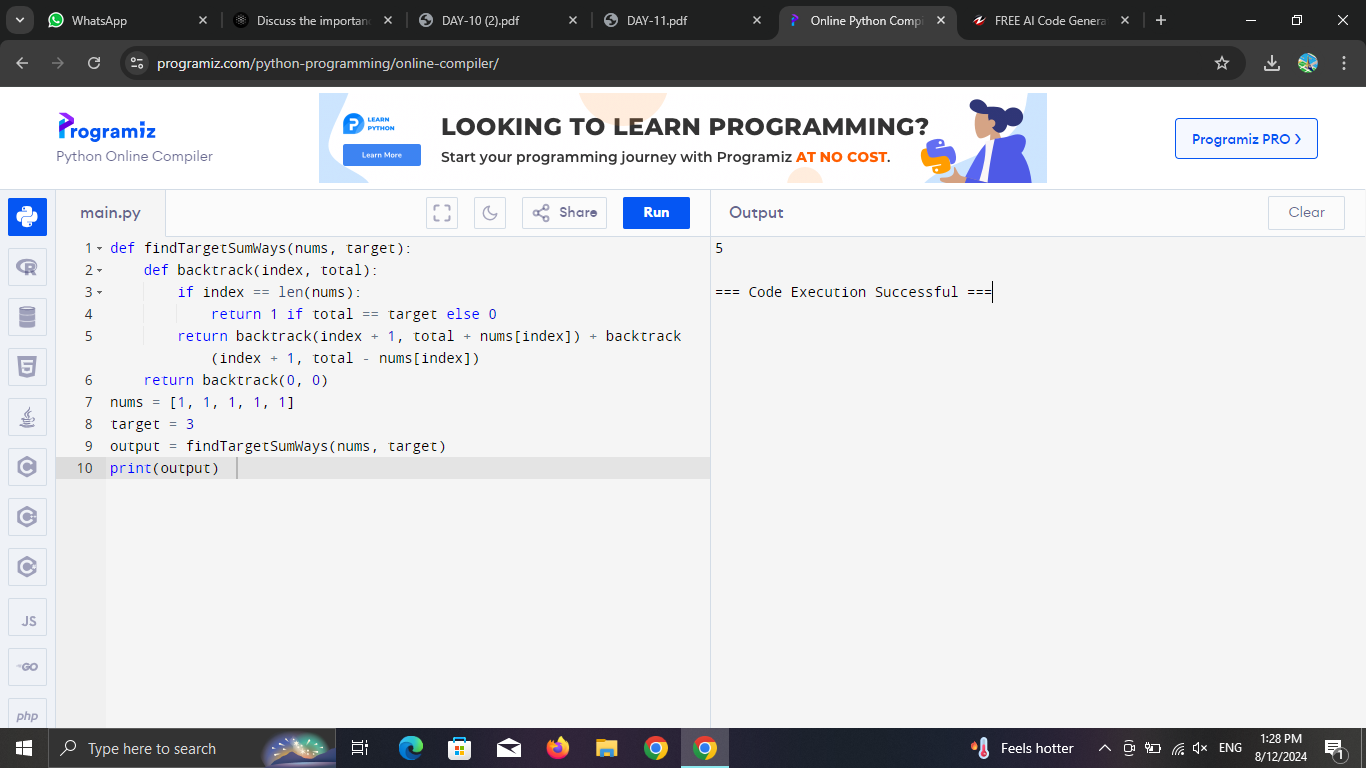 WhatsApp
Discuss the importan
DAY-10 (2).pdf
DAY-11.pdf
Online Python Compi
FREE AI Code Genera
programiz.com/python-programming/online-compiler/
Programiz
Python Online Compiler
LEARN
PYTHON
Learn More
LOOKING TO LEARN PROGRAMMING?
Start your programming journey with Programiz AT NO COST.
Programiz PRO >
main.py
Share
Run
Output
Clear
1 def findTargetSumWays(nums, target):
2     def backtrack(index, total):
3         if index == len(nums):
4             return 1 if total == target else 0
5         return backtrack(index + 1, total + nums[index]) + backtrack
            (index + 1, total - nums[index])
6     return backtrack(0, 0)
7 nums = [1, 1, 1, 1, 1]
8 target = 3
9 output = findTargetSumWays(nums, target)
10 print(output)
5
=== Code Execution Successful ===
JS
GO
php
Type here to search
Feels hotter
ENG
1:28 PM
8/12/2024
1